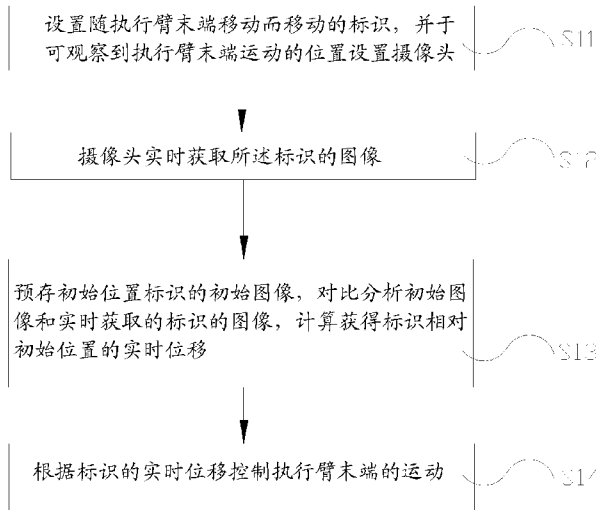 设置随执行臂末端移动而移动的标识，并于
可观察到执行臂末端运动的位置设置摄像头
S11
摄像头实时获取所述标识的图像
S12
预存初始位置标识的初始图像，对比分析初始图
像和实时获取的标识的图像，计算获得标识相对
初始位置的实时位移
S13
根据标识的实时位移控制执行臂末端的运动
S14